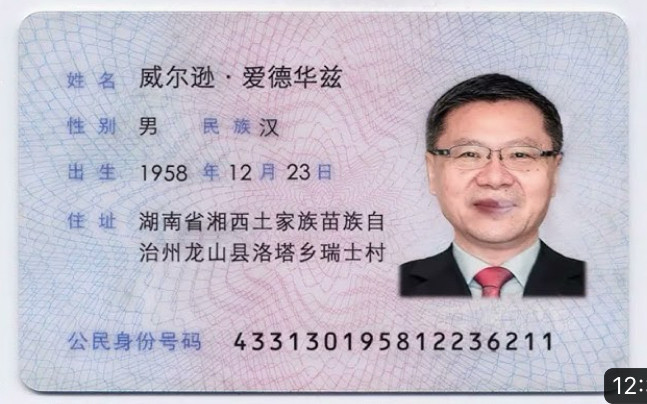 姓名 威尔逊·爱德华兹
性别 男 民族 汉
出生 1958 年 12 月 23 日
住址 湖南省湘西土家族苗族自
治州龙山县洛塔乡瑞士村
公民身份号码 433130195812236211